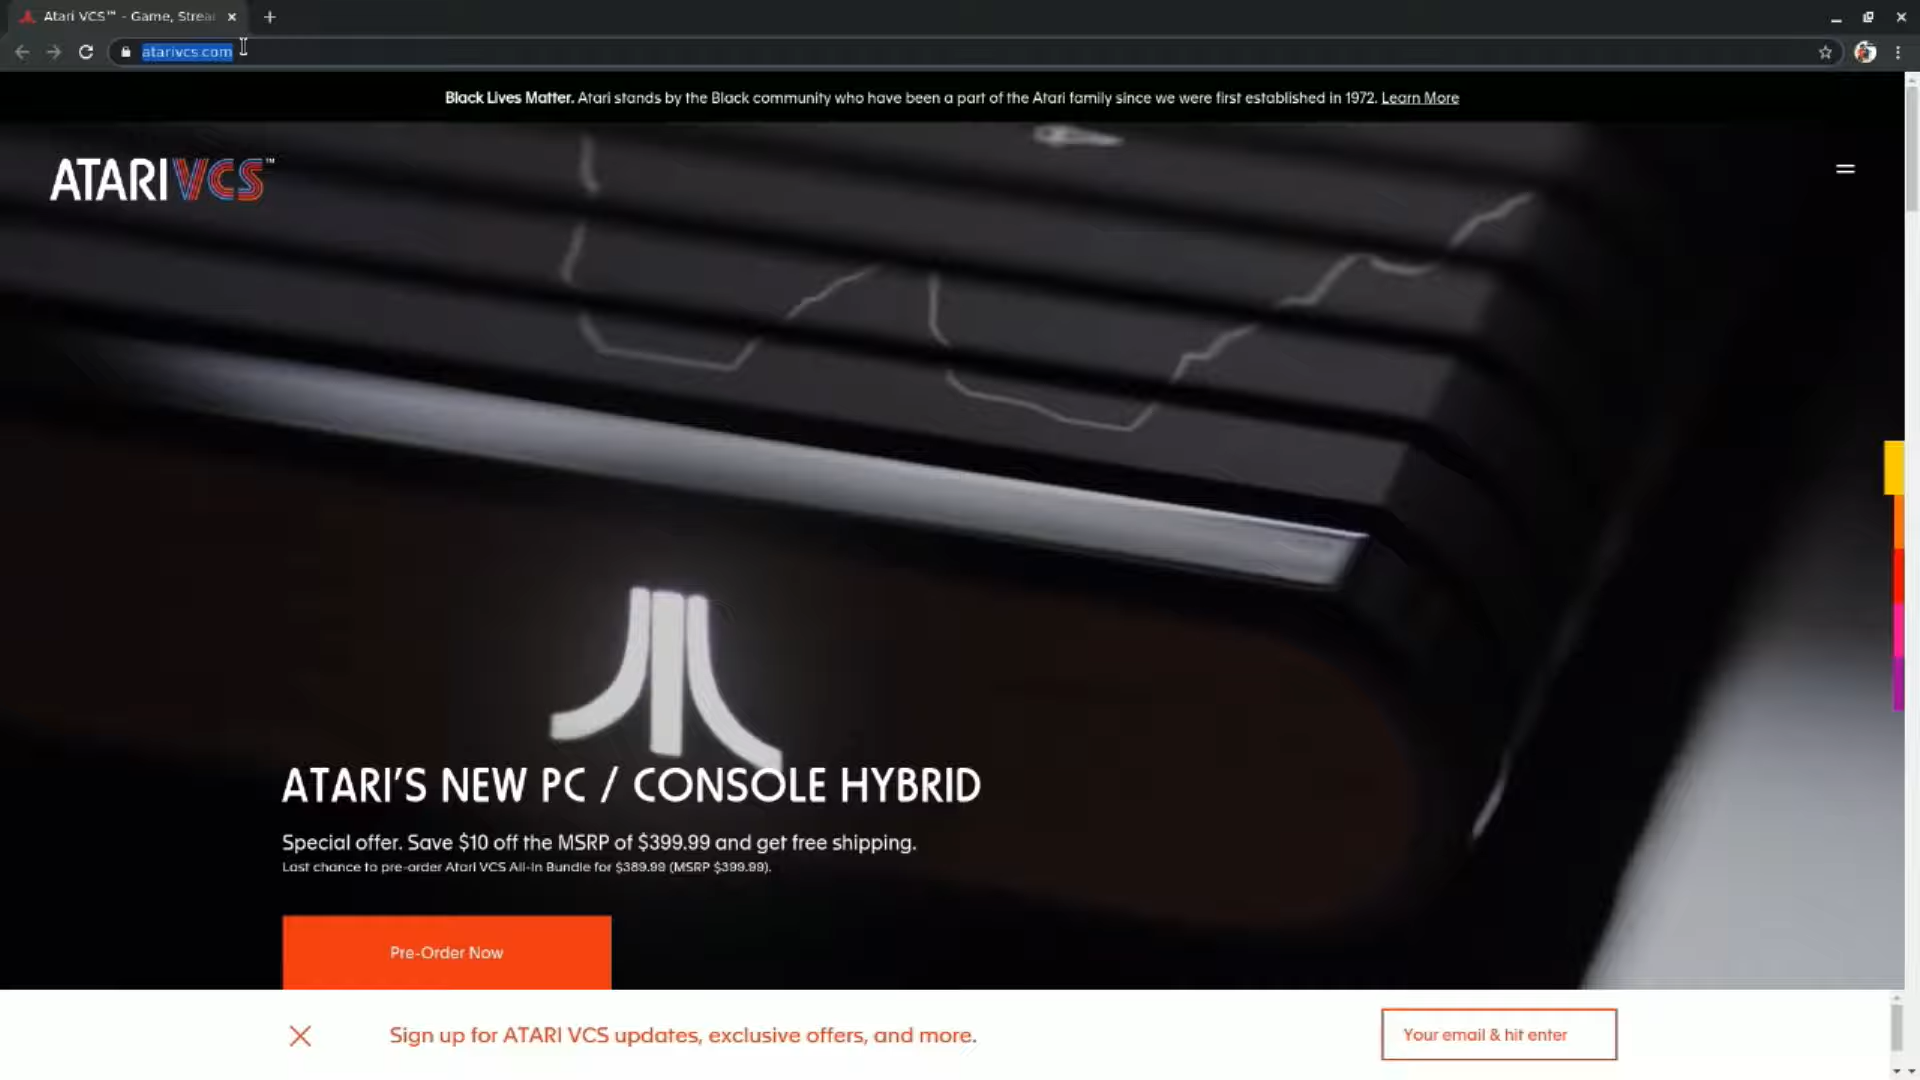 Atari VCS™ - Game, Strea
atarivcs.com
Black Lives Matter. Atari stands by the Black community who have been a part of the Atari family since we were first established in 1972. Learn More
ATARI VCS™
ATARI'S NEW PC / CONSOLE HYBRID
Special offer. Save $10 off the MSRP of $399.99 and get free shipping.
Last chance to pre-order Atari VCS All-In Bundle for $389.99 (MSRP $399.99).
Pre-Order Now
Sign up for ATARI VCS updates, exclusive offers, and more.
Your email & hit enter